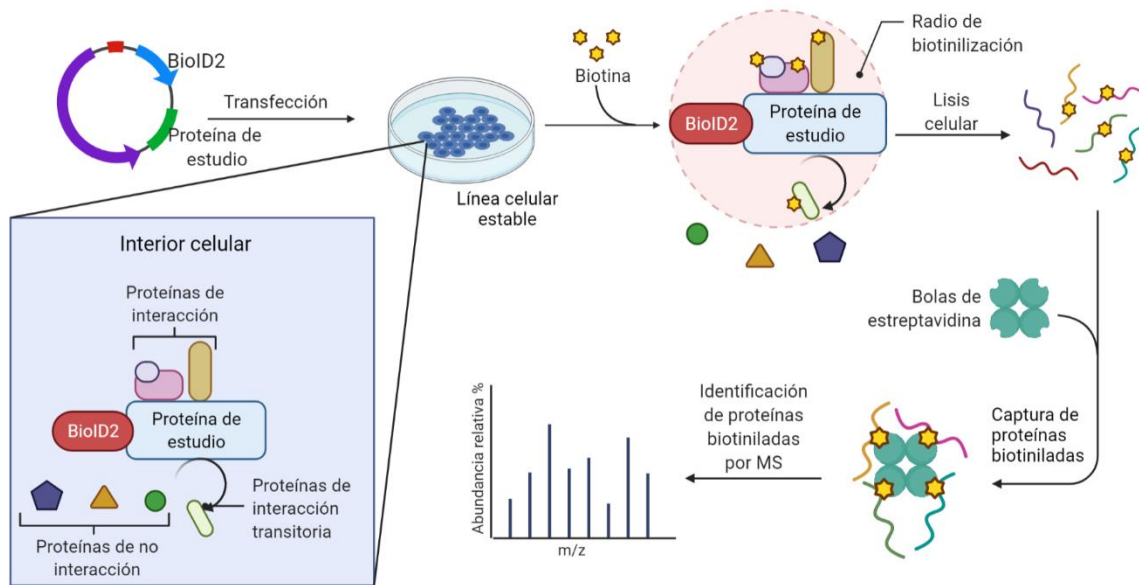 BioID2
Proteína de
estudio
Transfección
Línea celular
estable
Biotina
BioID2
Proteína de
estudio
Radio de
biotinilización
Lisis
celular
Interior celular
Proteínas de
interacción
BioID2
Proteína de
estudio
Proteínas de
interacción
transitoria
Proteínas de no
interacción
Bolas de
estreptavidina
Captura de
proteínas
biotiniladas
Identificación
de proteínas
biotiniladas
por MS
Abundancia relativa %
m/z